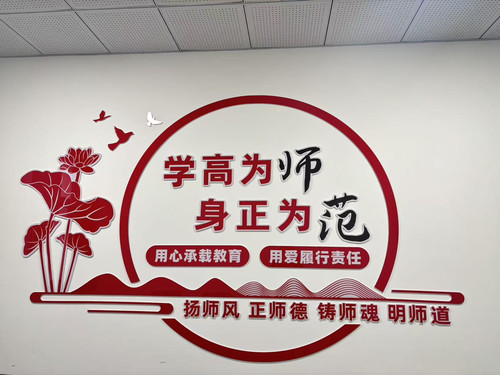 学高为师
身正为范
用心承载教育 用爱履行责任
扬师风 正师德 铸师魂 明师道